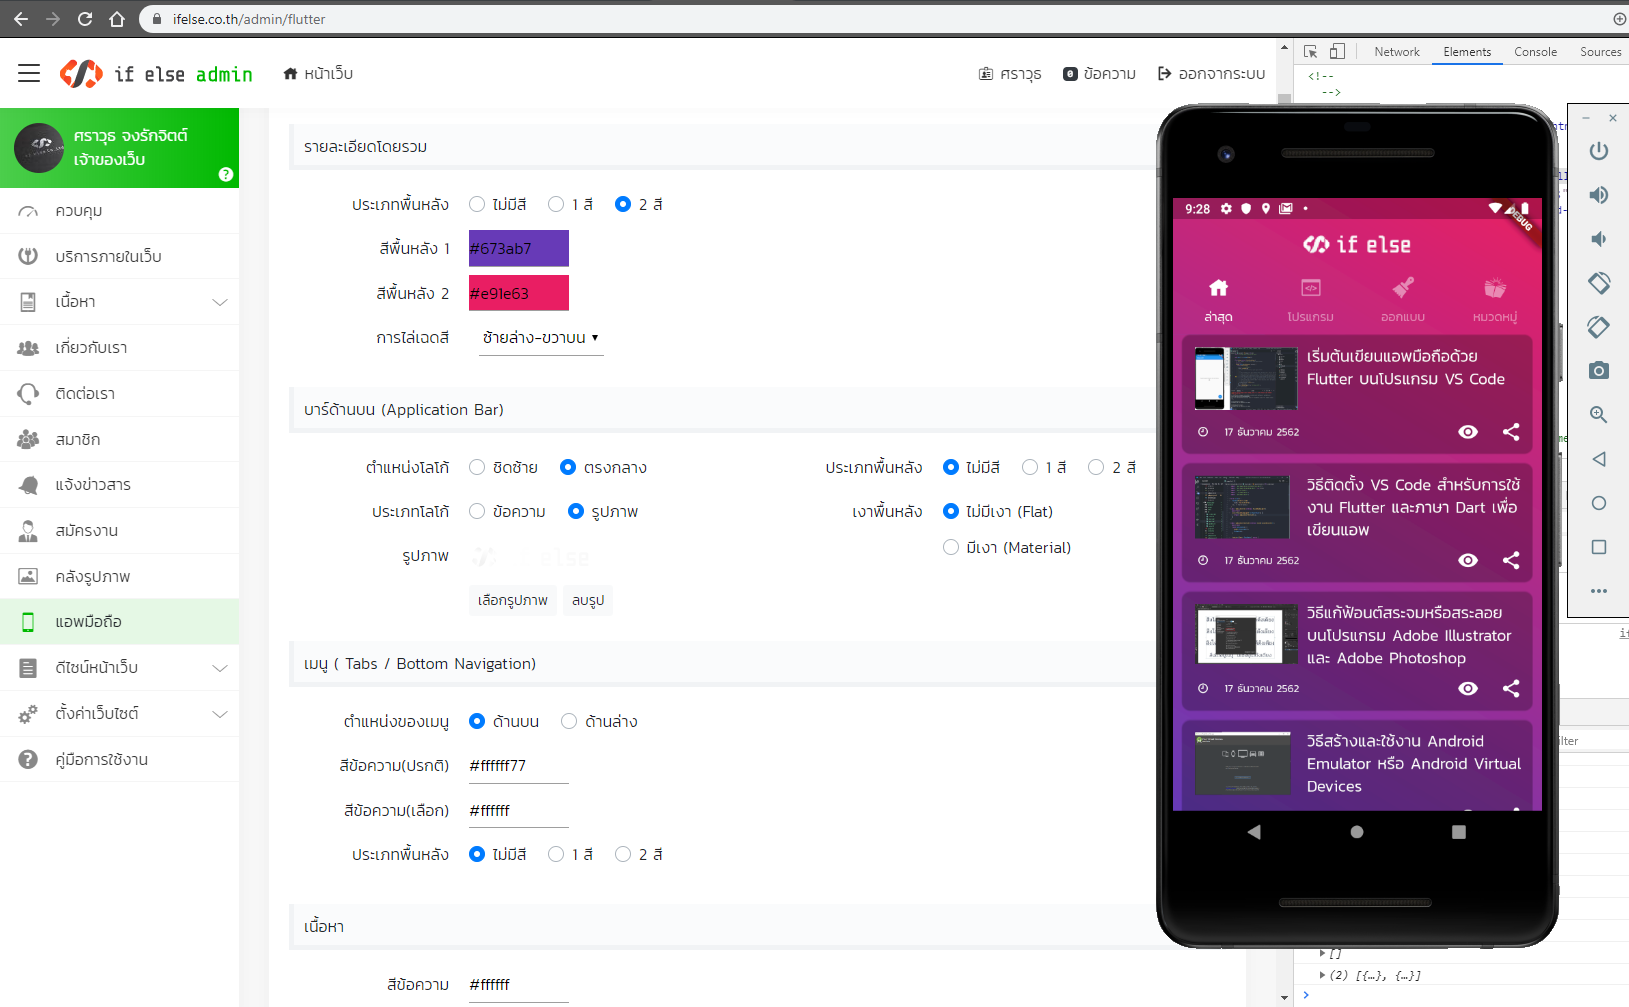 ifelse.co.th/admin/flutter
if else admin
หน้าเว็บ
ศราวุธ
0 ข้อความ
ออกจากระบบ
Network
Elements
Console
Sources
<!--
-->
ศราวุธ จงรักจิตต์
เจ้าของเว็บ
ควบคุม
บริการภายในเว็บ
เนื้อหา
เกี่ยวกับเรา
ติดต่อเรา
สมาชิก
แจ้งข่าวสาร
สมัครงาน
คลังรูปภาพ
แอพมือถือ
ดีไซน์หน้าเว็บ
ตั้งค่าเว็บไซต์
คู่มือการใช้งาน
รายละเอียดโดยรวม
ประเภทพื้นหลัง ไม่มีสี 1 สี 2 สี
สีพื้นหลัง 1 #673ab7
สีพื้นหลัง 2 #e91e63
การไล่เฉดสี ซ้ายล่าง-ขวาบน
บาร์ด้านบน (Application Bar)
ตำแหน่งโลโก้ ชิดซ้าย ตรงกลาง
ประเภทพื้นหลัง ไม่มีสี 1 สี 2 สี
ประเภทโลโก้ ข้อความ รูปภาพ
เงาพื้นหลัง ไม่มีเงา (Flat)
มีเงา (Material)
รูปภาพ
else
เลือกรูปภาพ ลบรูป
เมนู ( Tabs / Bottom Navigation)
ตำแหน่งของเมนู ด้านบน ด้านล่าง
สีข้อความ(ปรกติ) #ffffff77
สีข้อความ(เลือก) #ffffff
ประเภทพื้นหลัง ไม่มีสี 1 สี 2 สี
เนื้อหา
สีข้อความ #ffffff
9:28
DEBUG
if else
ล่าสุด โปรแกรม ออกแบบ หมวดหมู่
เริ่มต้นเขียนแอพมือถือด้วย
Flutter บนโปรแกรม VS Code
17 ธันวาคม 2562
วิธีติดตั้ง VS Code สำหรับการใช้
งาน Flutter และภาษา Dart เพื่อ
เขียนแอพ
17 ธันวาคม 2562
วิธีแก้ฟ้อนต์สระจมหรือสระลอย
บนโปรแกรม Adobe Illustrator
และ Adobe Photoshop
17 ธันวาคม 2562
วิธีสร้างและใช้งาน Android
Emulator หรือ Android Virtual
Devices
[]
(2) [{…}, {…}]